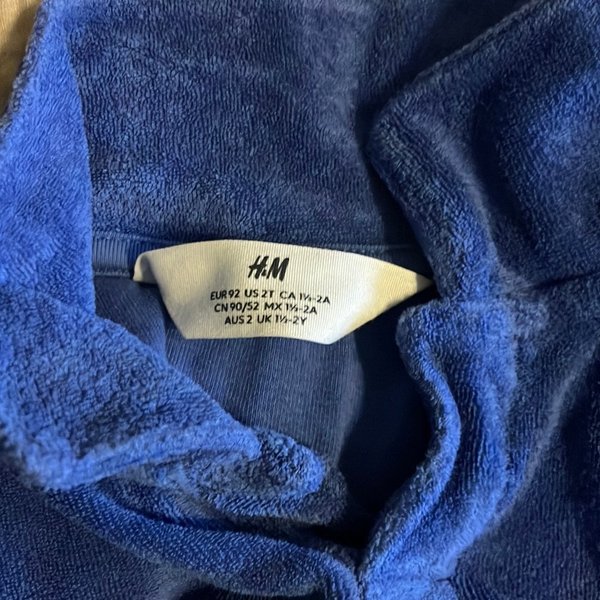 H&M
EUR 92 US 2T CA 1½-2A
CN 90/52 MX 1½-2A
AUS 2 UK 1½-2Y